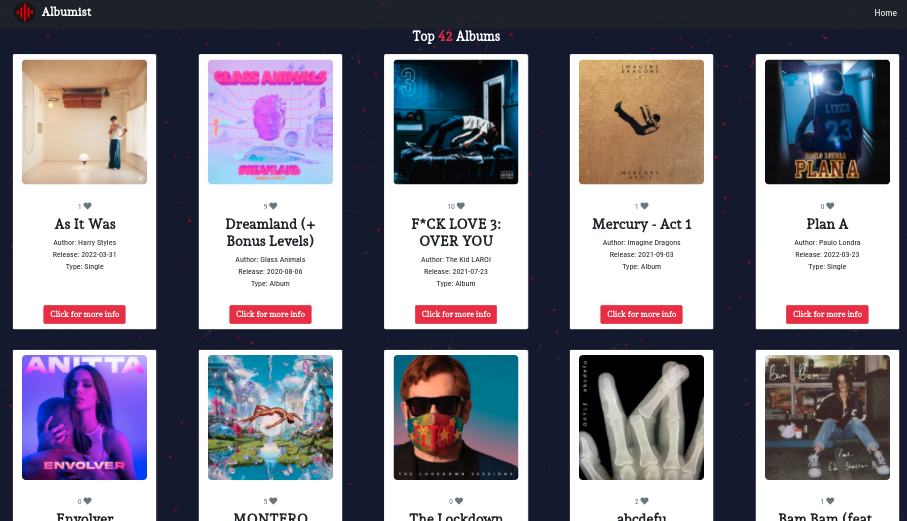 Albumist
Home
Top 42 Albums
GLASS ANIMALS
DREAMLAND
3
IMAGINE
DRAGONS
MERCURY
ACT 1
LYRICS
23
PAULO LONDRA
PLAN A
1
As It Was
Author: Harry Styles
Release: 2022-03-31
Type: Single
Click for more info
9
Dreamland (+
Bonus Levels)
Author: Glass Animals
Release: 2020-08-06
Type: Album
Click for more info
10
F*CK LOVE 3:
OVER YOU
Author: The Kid LAROI
Release: 2021-07-23
Type: Album
Click for more info
1
Mercury - Act 1
Author: Imagine Dragons
Release: 2021-09-03
Type: Album
Click for more info
0
Plan A
Author: Paulo Londra
Release: 2022-03-23
Type: Single
Click for more info
ANITTA
ENVOLVER
THE LOCKDOWN SESSIONS
GAYLE abcdefu
Bam Bam
feat.
Ed Sheeran
0
Envolver
5
MONTERO
0
The Lockdown
2
abcdefu
1
Bam Bam (feat